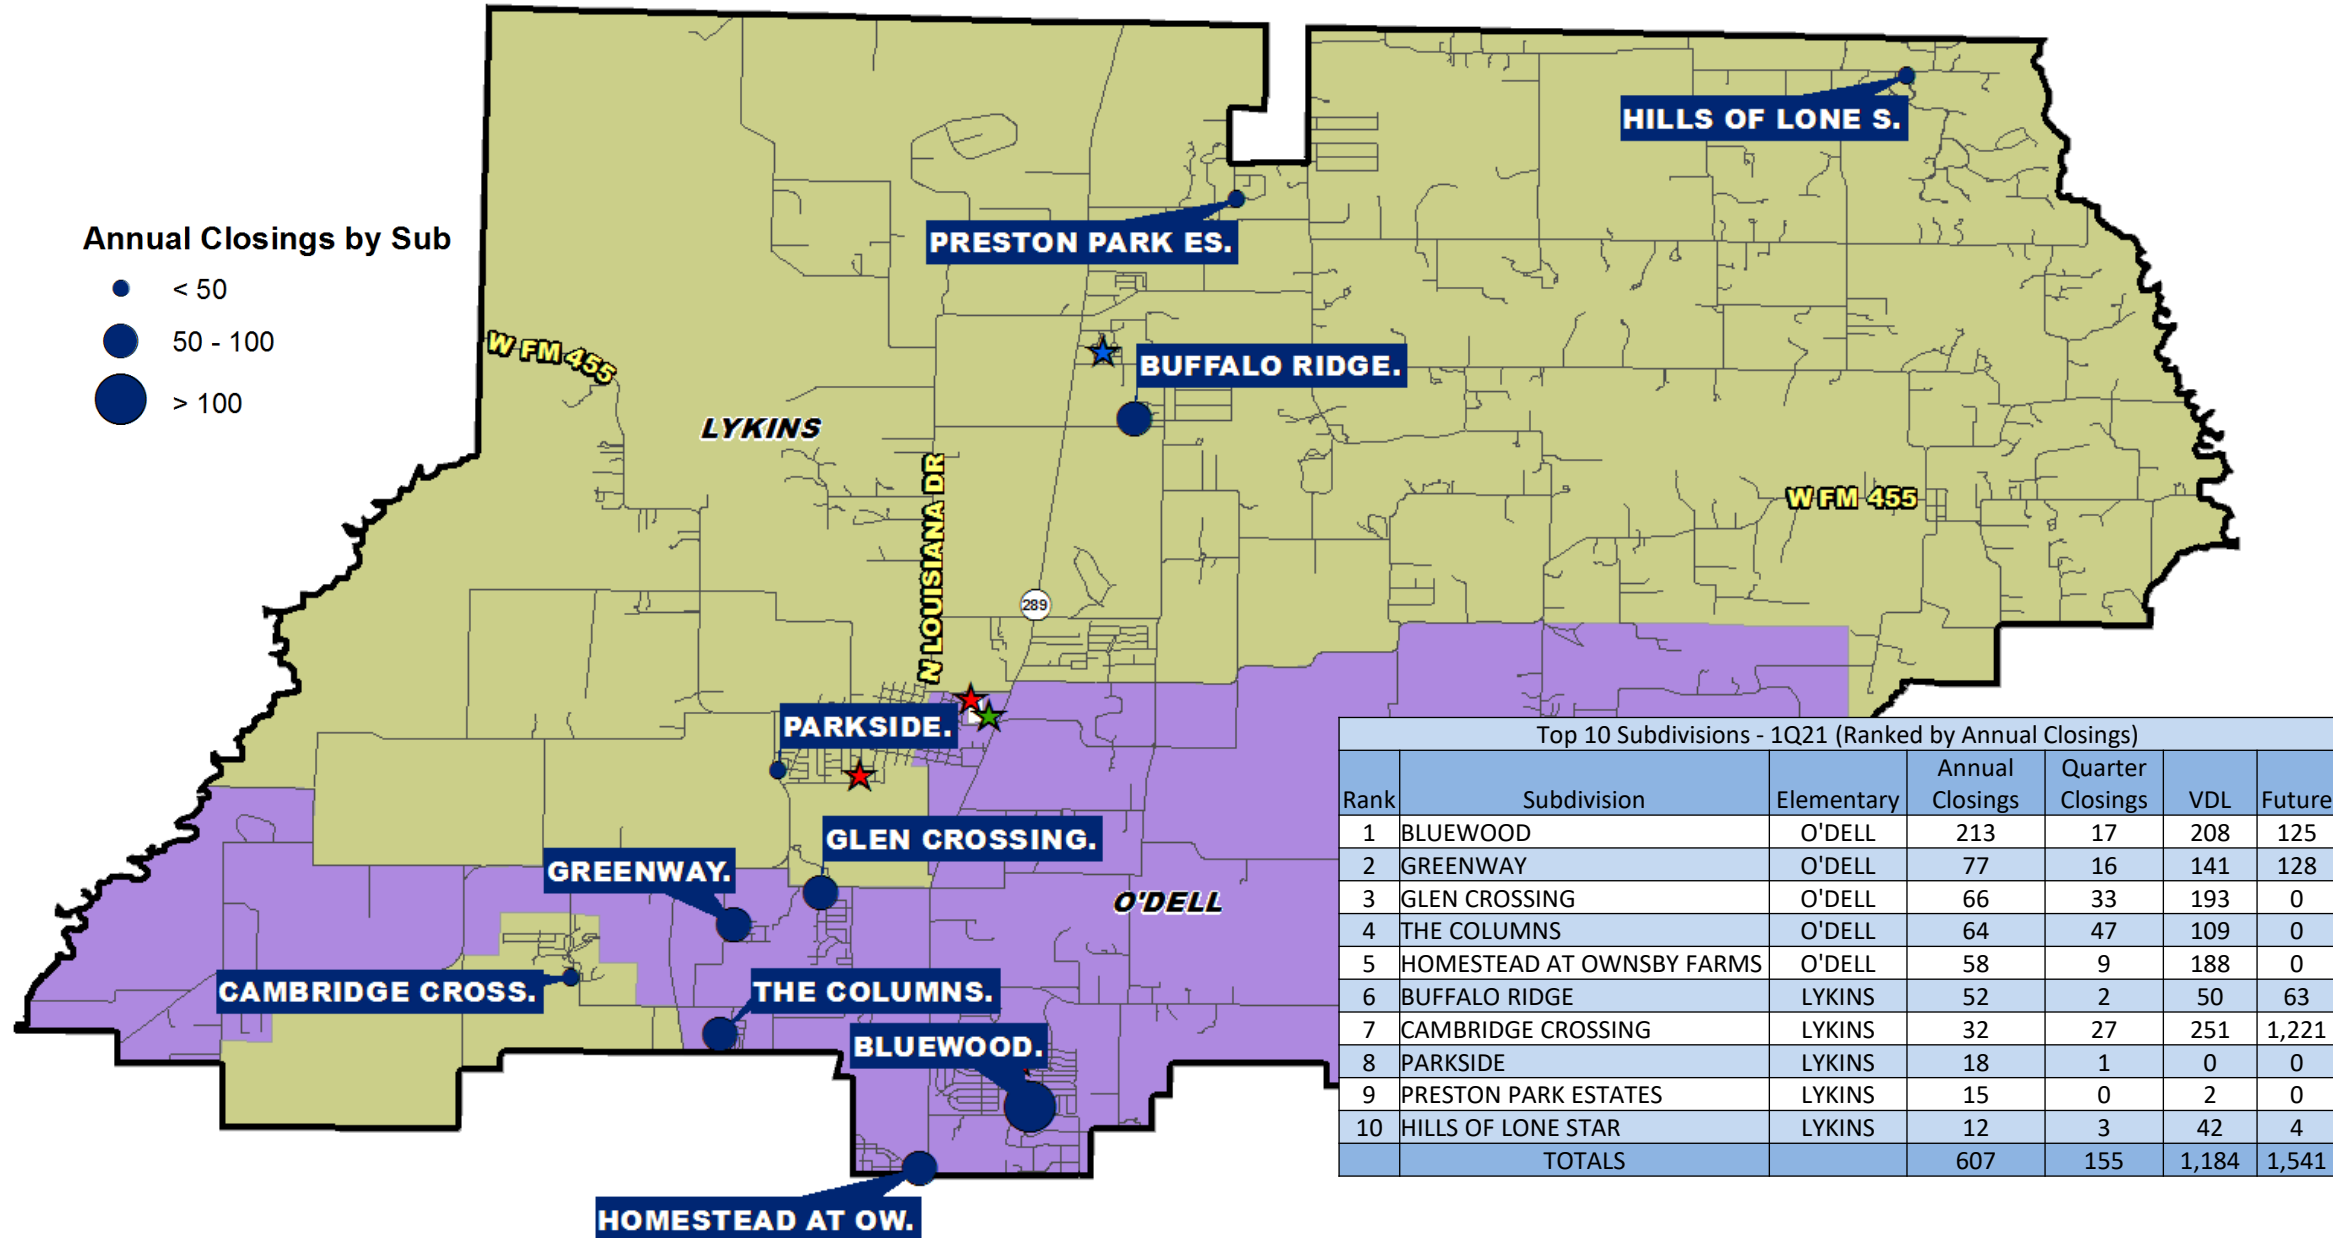 HILLS OF LONE S.
PRESTON PARK ES.
Annual Closings by Sub
< 50
50 - 100
> 100
W FM 455
BUFFALO RIDGE.
LYKINS
N LOUISIANA DR
W FM 455
289
PARKSIDE.
GLEN CROSSING.
GREENWAY.
O'DELL
CAMBRIDGE CROSS.
THE COLUMNS.
BLUEWOOD.
HOMESTEAD AT OW.
Top 10 Subdivisions - 1Q21 (Ranked by Annual Closings)
Rank Subdivision Elementary Annual Closings Quarter Closings VDL Future
1 BLUEWOOD O'DELL 213 17 208 125
2 GREENWAY O'DELL 77 16 141 128
3 GLEN CROSSING O'DELL 66 33 193 0
4 THE COLUMNS O'DELL 64 47 109 0
5 HOMESTEAD AT OWNSBY FARMS O'DELL 58 9 188 0
6 BUFFALO RIDGE LYKINS 52 2 50 63
7 CAMBRIDGE CROSSING LYKINS 32 27 251 1,221
8 PARKSIDE LYKINS 18 1 0 0
9 PRESTON PARK ESTATES LYKINS 15 0 2 0
10 HILLS OF LONE STAR LYKINS 12 3 42 4
TOTALS 607 155 1,184 1,541